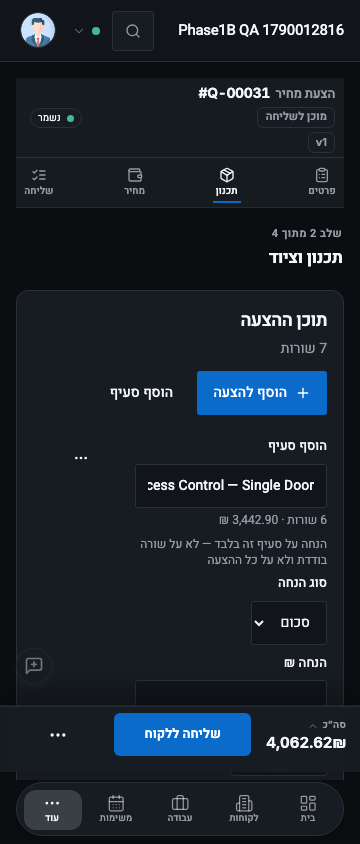 Phase1B QA 1790012816
הצעת מחיר #Q-00031
מוכן לשליחה
נשמר
v1
פרטים
תכנון
מחיר
שליחה
שלב 2 מתוך 4
תכנון וציוד
תוכן ההצעה
7 שורות
+ הוסף להצעה
הוסף סעיף
הוסף סעיף
cess Control — Single Door
6 שורות · 3,442.90 ₪
הנחה על סעיף זה בלבד — לא על שורה
בודדת ולא על כל ההצעה
סוג הנחה
סכום
הנחה ₪
סה״כ
₪4,062.62
שליחה ללקוח
בית
לקוחות
עבודה
משימות
עוד